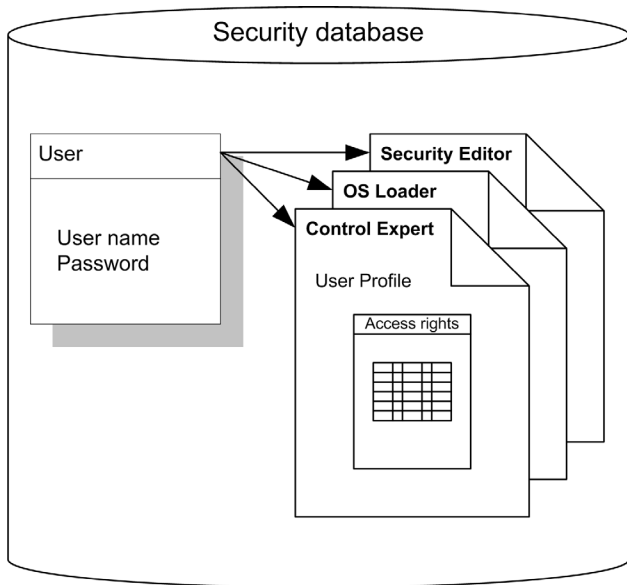 Security database
User
User name
Password
Security Editor
OS Loader
Control Expert
User Profile
Access rights